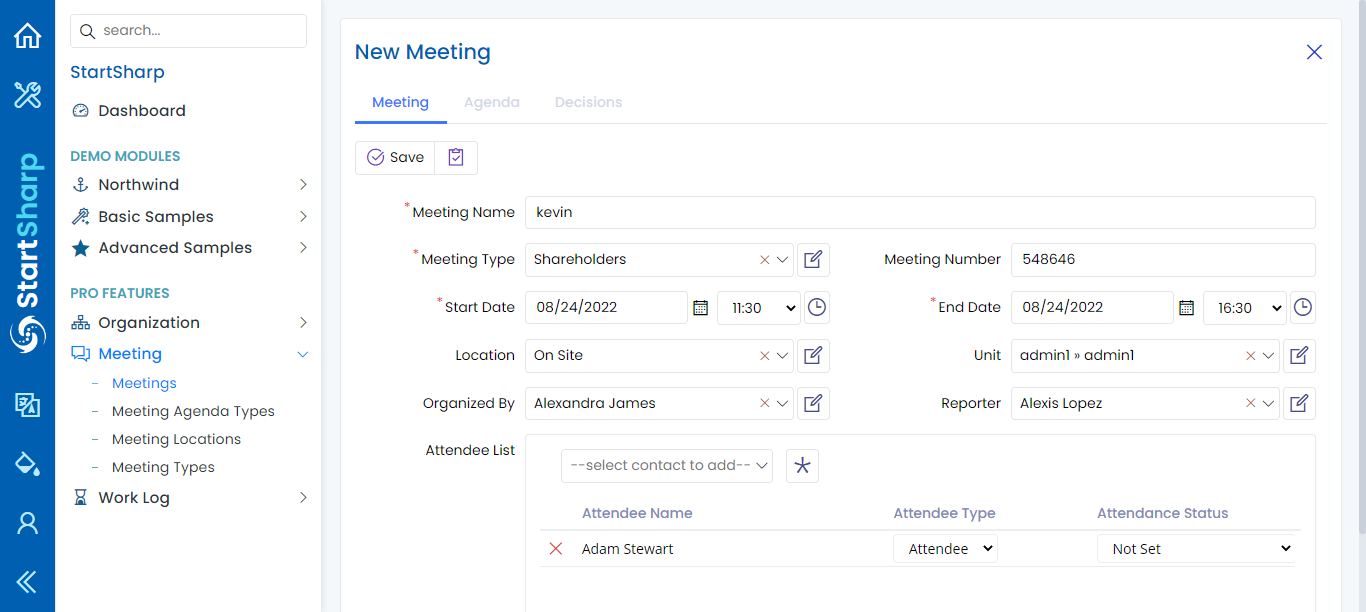 search...
StartSharp
Dashboard
DEMO MODULES
Northwind
Basic Samples
Advanced Samples
PRO FEATURES
Organization
Meeting
Meetings
Meeting Agenda Types
Meeting Locations
Meeting Types
Work Log
StartSharp
New Meeting
Meeting Agenda Decisions
Save
*Meeting Name kevin
*Meeting Type Shareholders Meeting Number 548646
*Start Date 08/24/2022 11:30 *End Date 08/24/2022 16:30
Location On Site Unit admin1 » admin1
Organized By Alexandra James Reporter Alexis Lopez
Attendee List
--select contact to add--
Attendee Name Attendee Type Attendance Status
Adam Stewart Attendee Not Set